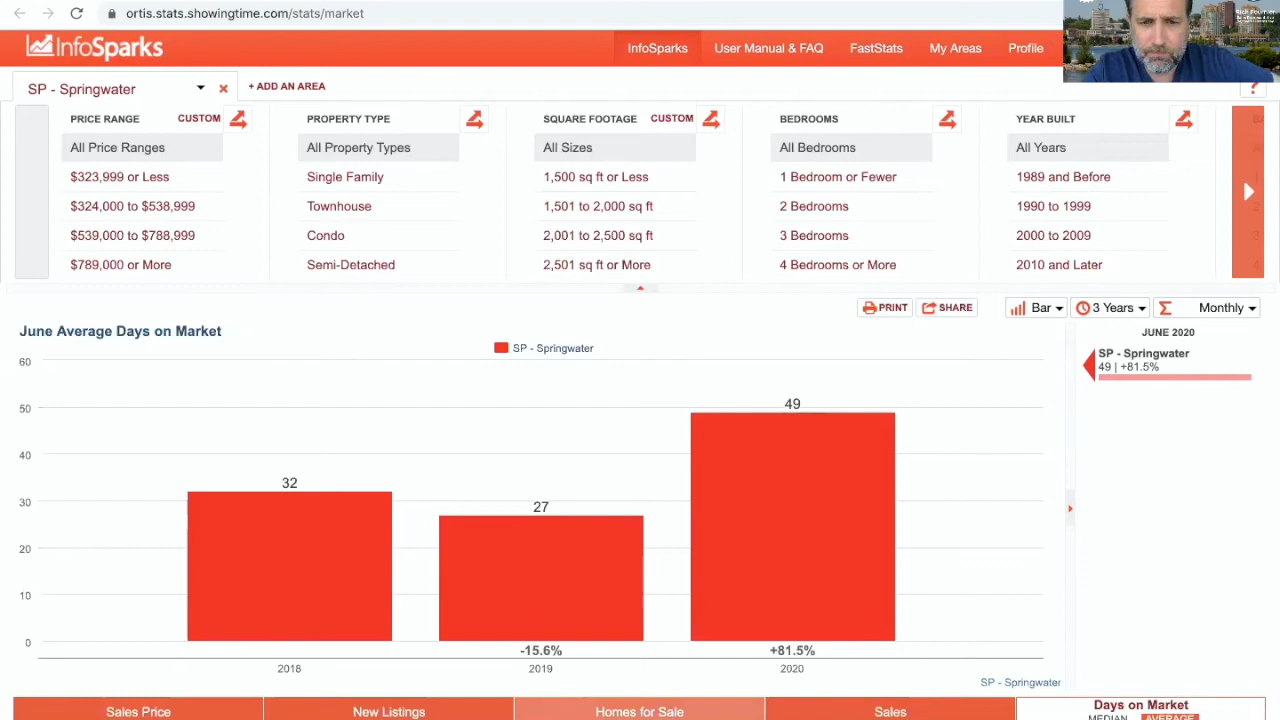 ortis.stats.showingtime.com/stats/market
InfoSparks
InfoSparks User Manual & FAQ FastStats My Areas Profile
SP - Springwater
+ ADD AN AREA
?
PRICE RANGE CUSTOM
All Price Ranges
$323,999 or Less
$324,000 to $538,999
$539,000 to $788,999
$789,000 or More
PROPERTY TYPE
All Property Types
Single Family
Townhouse
Condo
Semi-Detached
SQUARE FOOTAGE CUSTOM
All Sizes
1,500 sq ft or Less
1,501 to 2,000 sq ft
2,001 to 2,500 sq ft
2,501 sq ft or More
BEDROOMS
All Bedrooms
1 Bedroom or Fewer
2 Bedrooms
3 Bedrooms
4 Bedrooms or More
YEAR BUILT
All Years
1989 and Before
1990 to 1999
2000 to 2009
2010 and Later
PRINT SHARE Bar 3 Years Σ Monthly
June Average Days on Market
SP - Springwater
60
50
40
30
20
10
0
32
27
49
-15.6%
+81.5%
2018
2019
2020
SP - Springwater
JUNE 2020
SP - Springwater
49 | +81.5%
Sales Price
New Listings
Homes for Sale
Sales
Days on Market
MEDIAN AVERAGE